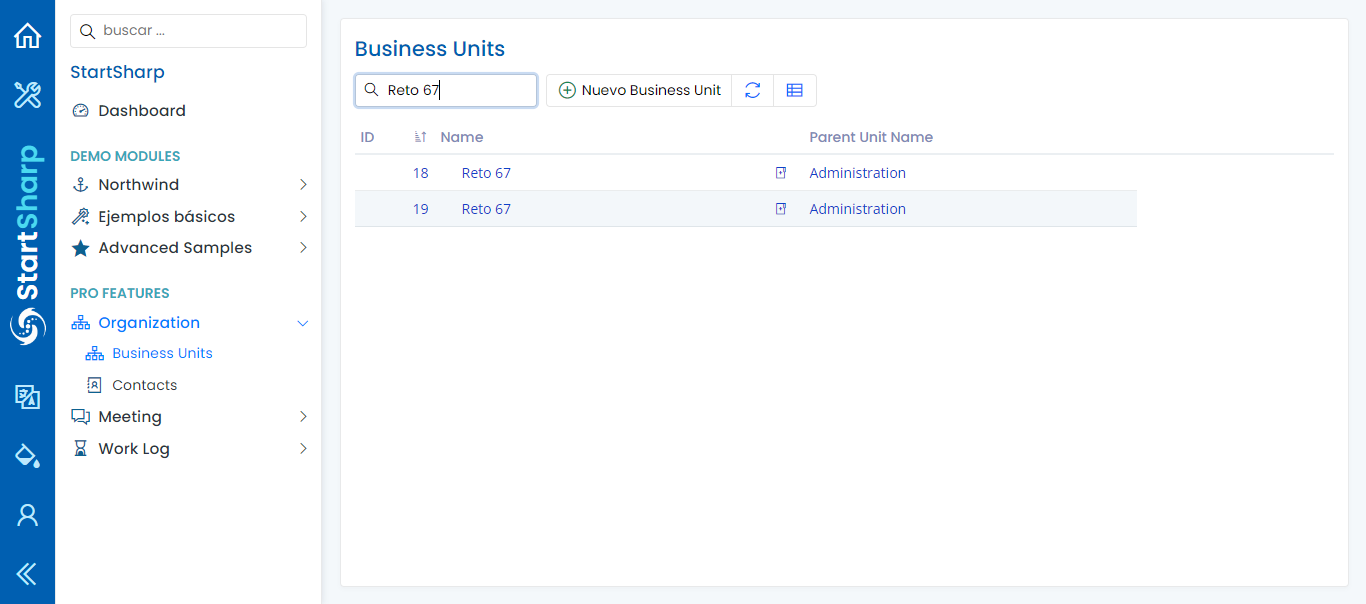 StartSharp
buscar ...
StartSharp
Dashboard
DEMO MODULES
Northwind
Ejemplos básicos
Advanced Samples
PRO FEATURES
Organization
Business Units
Contacts
Meeting
Work Log
Business Units
Reto 67 Nuevo Business Unit
ID Name Parent Unit Name
18 Reto 67 Administration
19 Reto 67 Administration